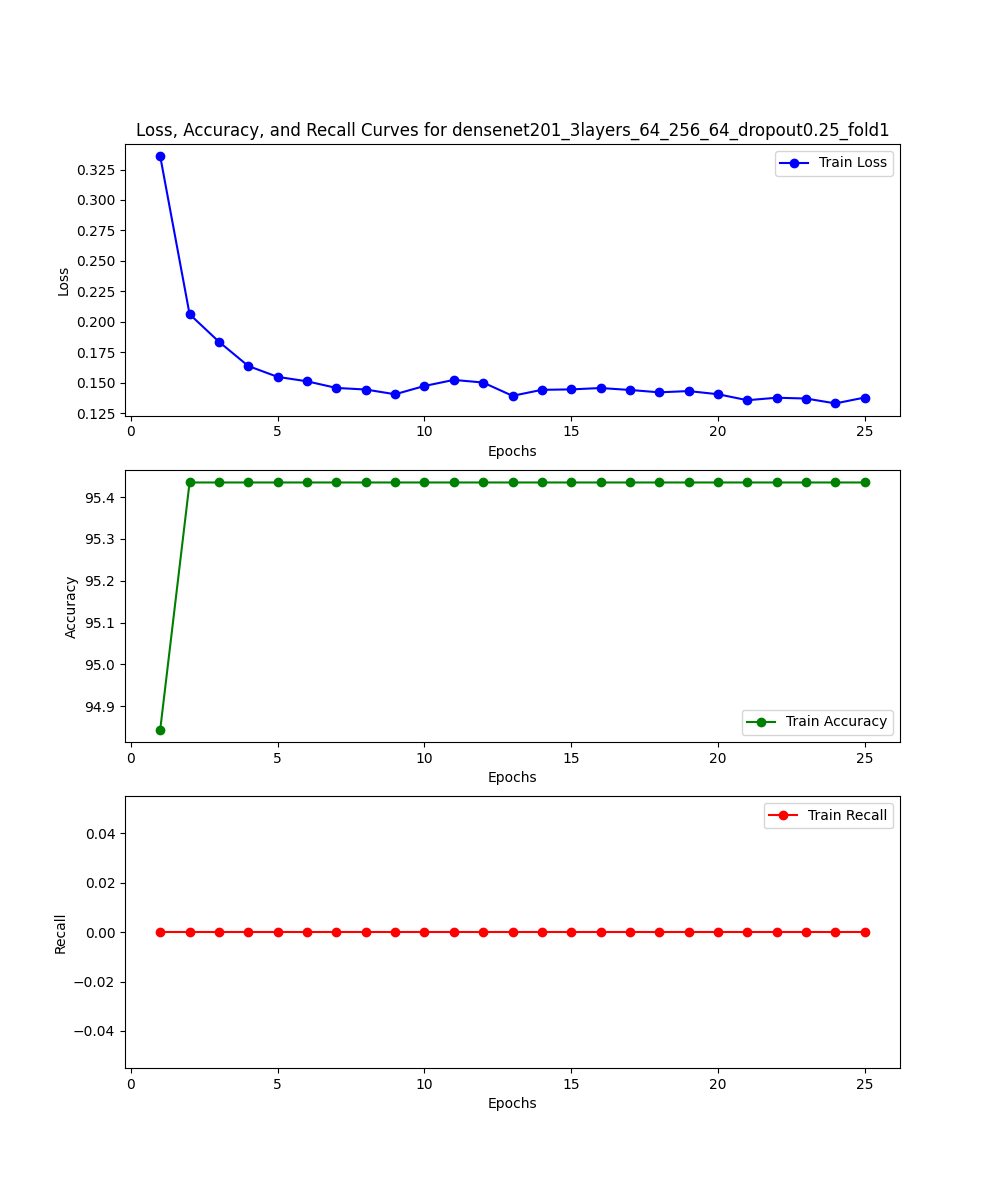 Loss, Accuracy, and Recall Curves for densenet201_3layers_64_256_64_dropout0.25_fold1
Train Loss
0.325
0.300
0.275
0.250
0.225
0.200
0.175
0.150
0.125
Loss
0 5 10 15 20 25
Epochs
95.4
95.3
95.2
95.1
95.0
94.9
Accuracy
Train Accuracy
0 5 10 15 20 25
Epochs
Train Recall
0.04
0.02
0.00
−0.02
−0.04
Recall
0 5 10 15 20 25
Epochs